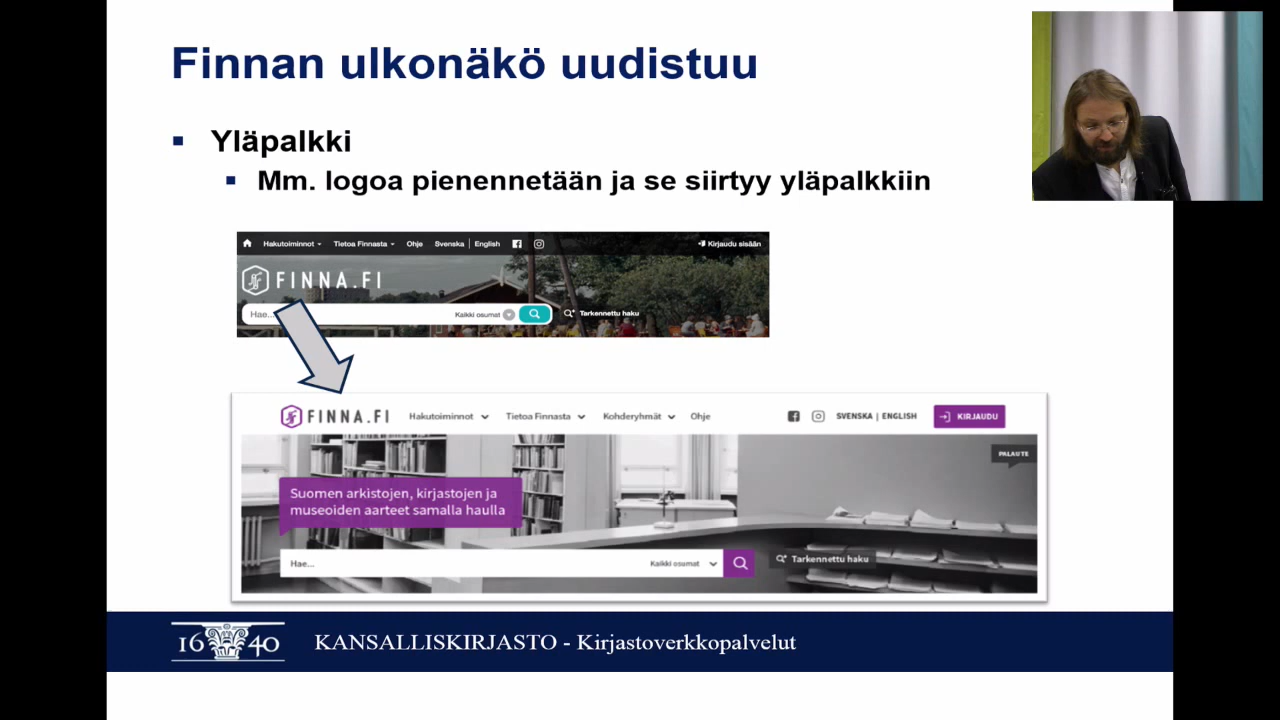 Finnan ulkonäkö uudistuu
Yläpalkki
Mm. logoa pienennetään ja se siirtyy yläpalkkiin
Hakutoiminnot Tietoa Finnasta Ohje Svenska | English Kirjaudu sisään
FINNA.FI
Hae... Kaikki osumat Tarkennettu haku
FINNA.FI Hakutoiminnot Tietoa Finnasta Kohderyhmät Ohje SVENSKA | ENGLISH KIRJAUDU
PALAUTE
Suomen arkistojen, kirjastojen ja
museoiden aarteet samalla haulla
Hae... Kaikki osumat Tarkennettu haku
1640 KANSALLISKIRJASTO - Kirjastoverkkopalvelut